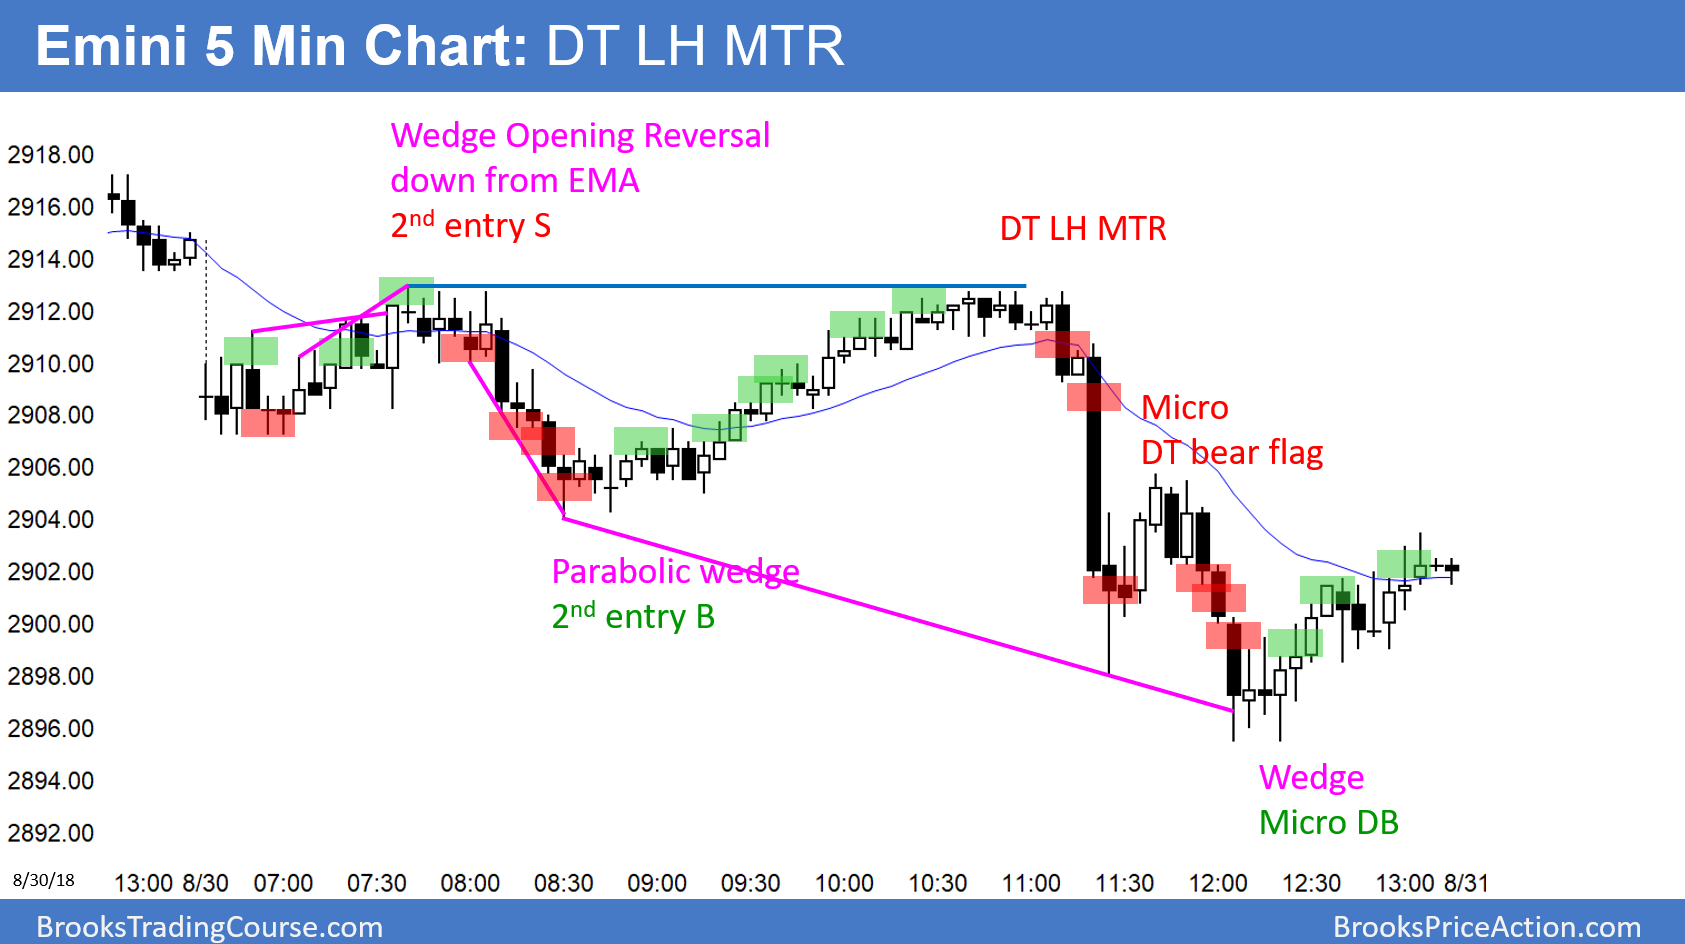 Emini 5 Min Chart: DT LH MTR
Wedge Opening Reversal
down from EMA
2nd entry S
DT LH MTR
Micro
DT bear flag
Parabolic wedge
2nd entry B
Wedge
Micro DB
2918.00
2916.00
2914.00
2912.00
2910.00
2908.00
2906.00
2904.00
2902.00
2900.00
2898.00
2896.00
2894.00
2892.00
8/30/18 13:00 8/30 07:00 07:30 08:00 08:30 09:00 09:30 10:00 10:30 11:00 11:30 12:00 12:30 13:00 8/31
BrooksTradingCourse.com BrooksPriceAction.com